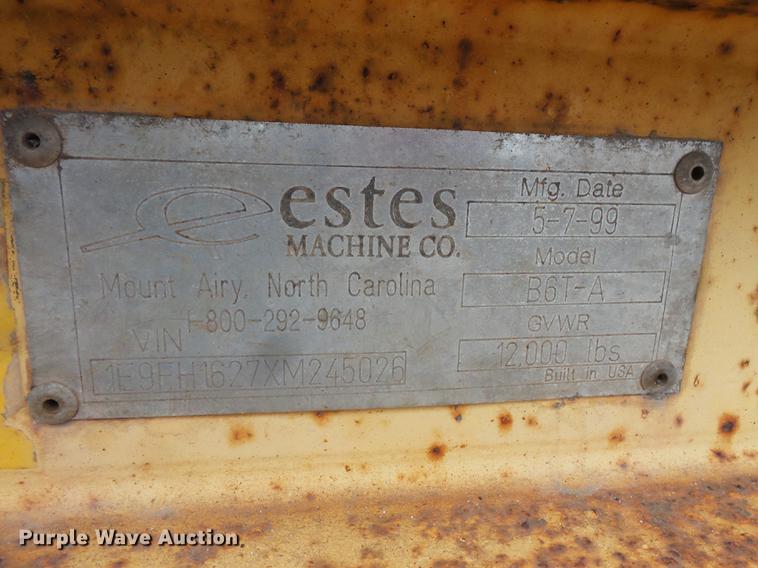 estes
MACHINE CO.
Mount Airy, North Carolina
1-800-292-9648
VIN
1E9FH1627XM245026
Mfg. Date
5-7-99
Model
B6T-A
GVWR
12,000 lbs
Built in USA
Purple Wave Auction